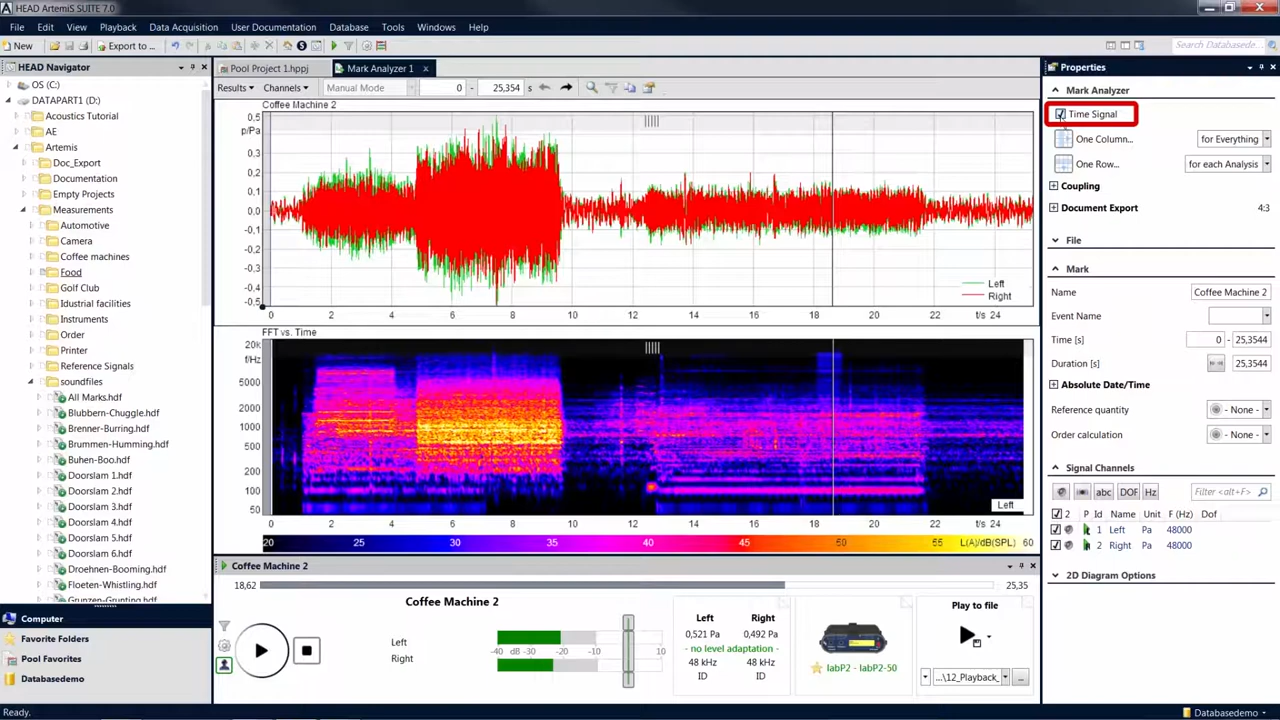 HEAD ArtemiS SUITE 7.0
File Edit View Playback Data Acquisition User Documentation Database Tools Windows Help
New Export to ... Search Databasede...
HEAD Navigator
OS (C:)
DATAPART1 (D:)
Acoustics Tutorial
AE
Artemis
Doc_Export
Documentation
Empty Projects
Measurements
Automotive
Camera
Coffee machines
Food
Golf Club
Idustrial facilities
Instruments
Order
Printer
Reference Signals
soundfiles
All Marks.hdf
Blubbern-Chuggle.hdf
Brenner-Burring.hdf
Brummen-Humming.hdf
Buhen-Boo.hdf
Doorslam 1.hdf
Doorslam 2.hdf
Doorslam 3.hdf
Doorslam 4.hdf
Doorslam 5.hdf
Doorslam 6.hdf
Droehnen-Booming.hdf
Floeten-Whistling.hdf
Grunzen-Grunting.hdf
Computer
Favorite Folders
Pool Favorites
Databasedemo
Ready.
Pool Project 1.hppj Mark Analyzer 1 x
Results Channels Manual Mode 0 - 25,354
Coffee Machine 2
0,5
p/Pa
0,3
0,2
0,1
0,0
-0,1
-0,2
-0,3
-0,5
Left
Right
0 2 4 6 8 10 12 14 16 18 20 22 t/s 24
FFT vs. Time
20k
f/Hz
5000
2000
1000
500
200
100
50
Left
0 2 4 6 8 10 12 14 16 18 20 22 t/s 24
20 25 30 35 40 45 50 55 L(A)/dB(SPL) 60
Coffee Machine 2
18,62 25,35
Coffee Machine 2
Left
Right
-40 dB -30 -20 -10 10
Left Right
0,521 Pa 0,492 Pa
- no level adaptation -
48 kHz 48 kHz
ID ID
labP2 - labP2-50
Play to file
...\12_Playback_ ...
Properties
Mark Analyzer
Time Signal
One Column... for Everything
One Row... for each Analysis
Coupling
Document Export 4:3
File
Mark
Name Coffee Machine 2
Event Name
Time [s] 0 - 25,3544
Duration [s] 25,3544
Absolute Date/Time
Reference quantity - None -
Order calculation - None -
Signal Channels
abc DOF Hz Filter <alt+F>
2 P Id Name Unit F (Hz) Dof
1 Left Pa 48000
2 Right Pa 48000
2D Diagram Options
Databasedemo